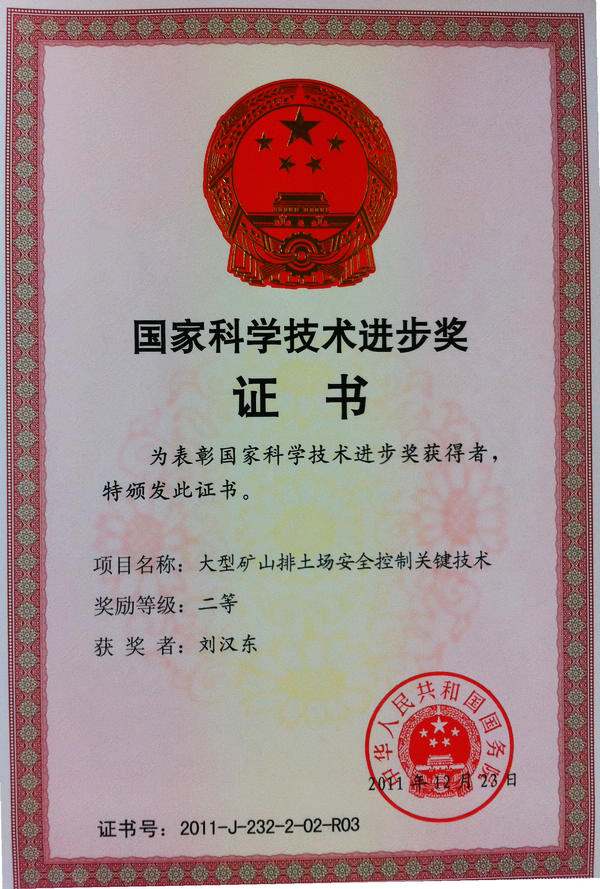 国家科学技术进步奖
证 书
为表彰国家科学技术进步奖获得者,
特颁发此证书。
项目名称：大型矿山排土场安全控制关键技术
奖励等级：二等
获 奖 者：刘汉东
中华人民共和国国务院
2011年12月23日
证书号：2011-J-232-2-02-R03